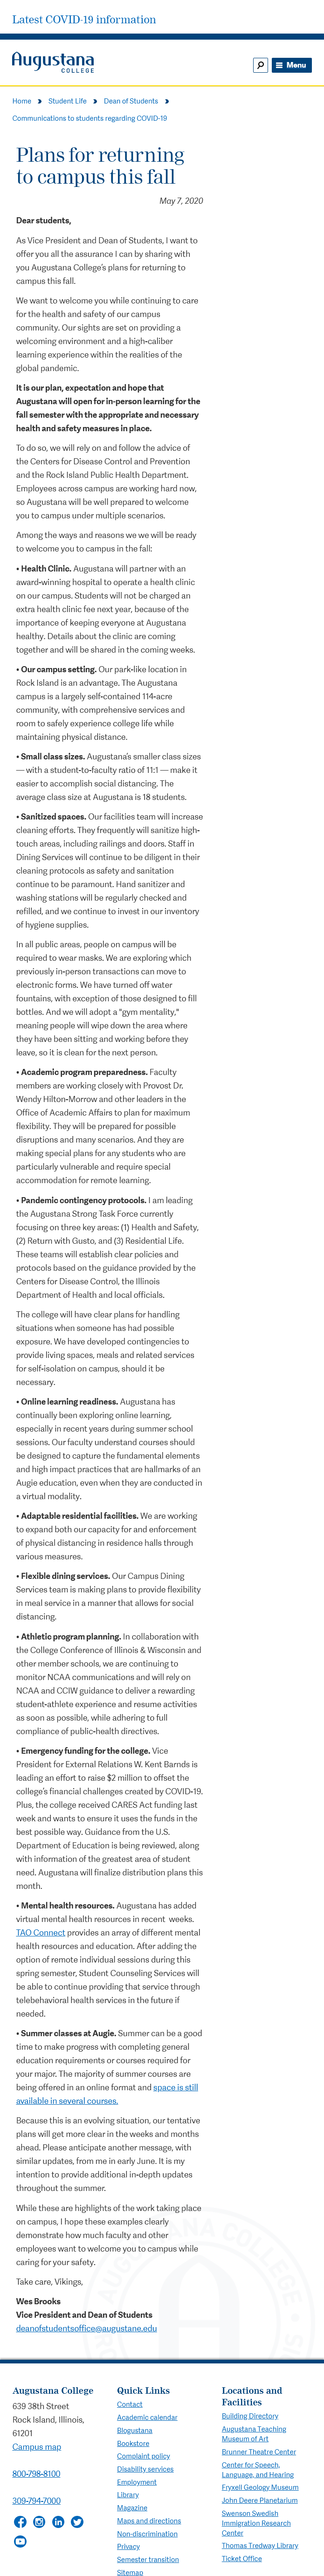 Latest COVID-19 information
Augustana
COLLEGE
Menu
Home
Student Life
Dean of Students
Communications to students regarding COVID-19
Plans for returning
to campus this fall
May 7, 2020
Dear students,
As Vice President and Dean of Students, I want to
offer you all the assurance I can by sharing with
you Augustana College's plans for returning to
campus this fall.
We want to welcome you while continuing to care
for the health and safety of our campus
community. Our sights are set on providing a
welcoming environment and a high-caliber
learning experience within the realities of the
global pandemic.
It is our plan, expectation and hope that
Augustana will open for in-person learning for the
fall semester with the appropriate and necessary
health and safety measures in place.
To do so, we will rely on and follow the advice of
the Centers for Disease Control and Prevention
and the Rock Island Public Health Department.
Employees across campus are working hard now,
so Augustana will be well prepared to welcome
you to campus under multiple scenarios.
Among the ways and reasons we we will be ready
to welcome you to campus in the fall:
• Health Clinic. Augustana will partner with an
award-winning hospital to operate a health clinic
on our campus. Students will not be charged an
extra health clinic fee next year, because of the
importance of keeping everyone at Augustana
healthy. Details about the clinic are coming
together and will be shared in the coming weeks.
• Our campus setting. Our park-like location in
Rock Island is an advantage. The Augustana
campus is a largely self-contained 114-acre
community, with comprehensive services and
room to safely experience college life while
maintaining physical distance.
• Small class sizes. Augustana's smaller class sizes
— with a student-to-faculty ratio of 11:1 — make it
easier to accomplish social distancing. The
average class size at Augustana is 18 students.
• Sanitized spaces. Our facilities team will increase
cleaning efforts. They frequently will sanitize high-
touch areas, including railings and doors. Staff in
Dining Services will continue to be diligent in their
cleaning protocols as safety and sanitation
continue to be paramount. Hand sanitizer and
washing stations will be regularly checked and
refilled, and we continue to invest in our inventory
of hygiene supplies.
In all public areas, people on campus will be
required to wear masks. We are exploring which
previously in-person transactions can move to
online interactions. We have turned off water
fountains, with exception of those designed to fill
bottles. And we will adopt a "gym mentality,"
meaning people will wipe down the area where
they have been sitting and working before they
leave, so it is clean for the next person.
• Academic program preparedness. Faculty
members are working closely with Provost Dr.
Wendy Hilton-Morrow and other leaders in the
Office of Academic Affairs to plan for maximum
flexibility. They will be prepared for possible
disruptions and many scenarios. And they are
making special plans for any students who are
particularly vulnerable and require special
accommodation for remote learning.
• Pandemic contingency protocols. I am leading
the Augustana Strong Task Force currently
focusing on three key areas: (1) Health and Safety,
(2) Return with Gusto, and (3) Residential Life.
These teams will establish clear policies and
protocols based on the guidance provided by the
Centers for Disease Control, the Illinois
Department of Health and local officials.
The college will have clear plans for handling
situations when someone has had possible
exposure. We have developed contingencies to
provide living spaces, meals and related services
for self-isolation on campus, should it be
necessary.
• Online learning readiness. Augustana has
continually been exploring online learning,
especially in recent years during summer school
sessions. Our faculty understand courses should
be designed to capture the fundamental elements
and high impact practices that are hallmarks of an
Augie education, even when they are conducted in
a virtual modality.
• Adaptable residential facilities. We are working
to expand both our capacity for and enforcement
of physical distancing in residence halls through
various measures.
• Flexible dining services. Our Campus Dining
Services team is making plans to provide flexibility
in meal service in a manner that allows for social
distancing.
• Athletic program planning. In collaboration with
the College Conference of Illinois & Wisconsin and
other member schools, we are continuing to
monitor NCAA communications and will rely on
NCAA and CCIW guidance to deliver a rewarding
student-athlete experience and resume activities
as soon as possible, while adhering to full
compliance of public-health directives.
• Emergency funding for the college. Vice
President for External Relations W. Kent Barnds is
leading an effort to raise $2 million to offset the
college's financial challenges created by COVID-19.
Plus, the college received CARES Act funding last
week and to determine where it uses the funds in
the best possible way. Guidance from the U.S.
Department of Education is being reviewed, along
with information of the greatest area of student
need. Augustana will finalize distribution plans this
month.
• Mental health resources. Augustana has added
virtual mental health resources in recent weeks.
TAO Connect provides an array of different mental
health resources and education. After adding the
option of remote individual sessions during this
spring semester, Student Counseling Services will
be able to continue providing that service through
telebehavioral health services in the future if
needed.
• Summer classes at Augie. Summer can be a good
time to make progress with completing general
education requirements or courses required for
your major. The majority of summer courses are
being offered in an online format and space is still
available in several courses.
Because this is an evolving situation, our tentative
plans will get more clear in the weeks and months
ahead. Please anticipate another message, with
similar updates, from me in early June. It is my
intention to provide additional in-depth updates
throughout the summer.
While these are highlights of the work taking place
on campus, I hope these examples clearly
demonstrate how much faculty and other
employees want to welcome you to campus while
caring for your safety.
Take care, Vikings,
Wes Brooks
Vice President and Dean of Students
deanofstudentsoffice@augustane.edu
Augustana College
639 38th Street
Rock Island, Illinois,
61201
Campus map
800-798-8100
309-794-7000
Quick Links
Contact
Academic calendar
Blogustana
Bookstore
Complaint policy
Disability services
Employment
Library
Magazine
Maps and directions
Non-discrimination
Privacy
Semester transition
Sitemap
Locations and
Facilities
Building Directory
Augustana Teaching
Museum of Art
Brunner Theatre Center
Center for Speech,
Language, and Hearing
Fryxell Geology Museum
John Deere Planetarium
Swenson Swedish
Immigration Research
Center
Thomas Tredway Library
Ticket Office